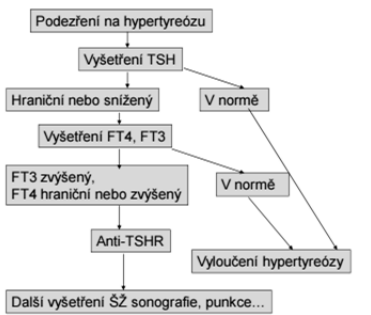 Podezření na hypertyreózu
Vyšetření TSH
Hraniční nebo snížený
V normě
Vyšetření FT4, FT3
FT3 zvýšený,
FT4 hraniční nebo zvýšený
V normě
Anti-TSHR
Vyloučení hypertyreózy
Další vyšetření ŠŽ sonografie, punkce...